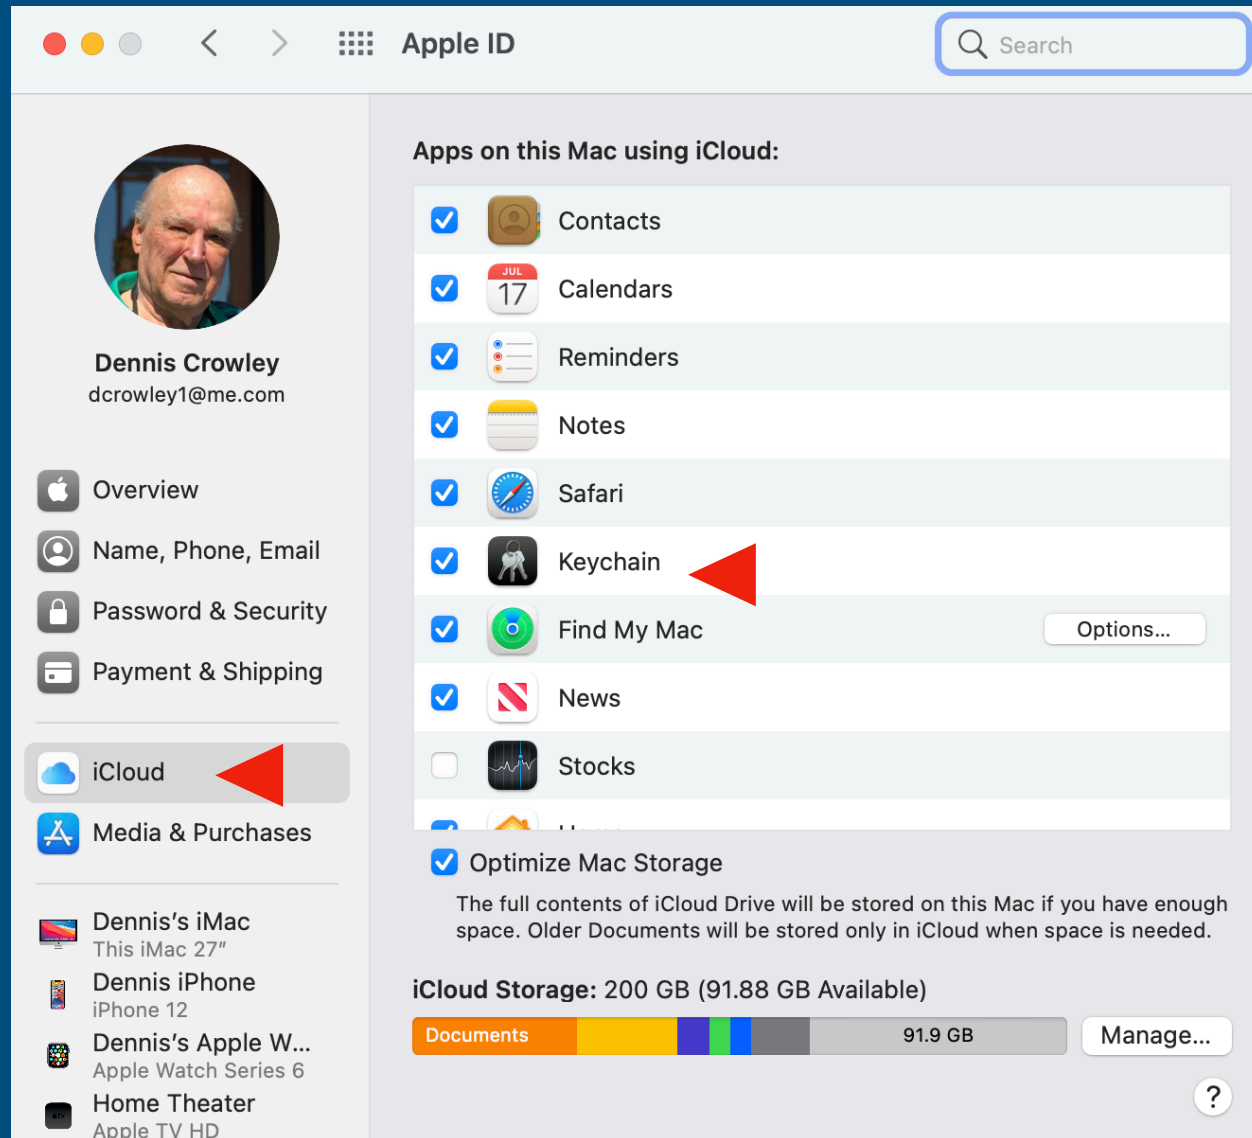 Apple ID
Search
Dennis Crowley
dcrowley1@me.com
Overview
Name, Phone, Email
Password & Security
Payment & Shipping
iCloud
Media & Purchases
Dennis's iMac
This iMac 27"
Dennis iPhone
iPhone 12
Dennis's Apple W...
Apple Watch Series 6
Home Theater
Apple TV HD
Apps on this Mac using iCloud:
Contacts
JUL
17
Calendars
Reminders
Notes
Safari
Keychain
Find My Mac
Options...
News
Stocks
Optimize Mac Storage
The full contents of iCloud Drive will be stored on this Mac if you have enough
space. Older Documents will be stored only in iCloud when space is needed.
iCloud Storage: 200 GB (91.88 GB Available)
Documents
91.9 GB
Manage...
?